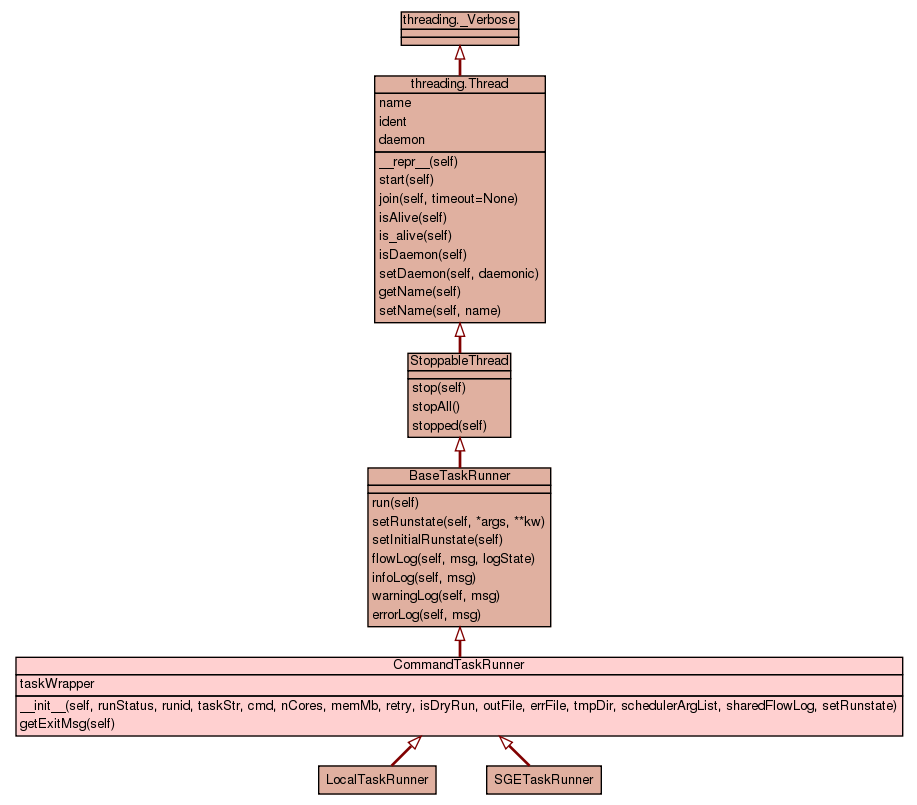 threading._Verbose
threading.Thread
name
ident
daemon
__repr__(self)
start(self)
join(self, timeout=None)
isAlive(self)
is_alive(self)
isDaemon(self)
setDaemon(self, daemonic)
getName(self)
setName(self, name)
StoppableThread
stop(self)
stopAll()
stopped(self)
BaseTaskRunner
run(self)
setRunstate(self, *args, **kw)
setInitialRunstate(self)
flowLog(self, msg, logState)
infoLog(self, msg)
warningLog(self, msg)
errorLog(self, msg)
CommandTaskRunner
taskWrapper
__init__(self, runStatus, runid, taskStr, cmd, nCores, memMb, retry, isDryRun, outFile, errFile, tmpDir, schedulerArgList, sharedFlowLog, setRunstate)
getExitMsg(self)
LocalTaskRunner
SGETaskRunner